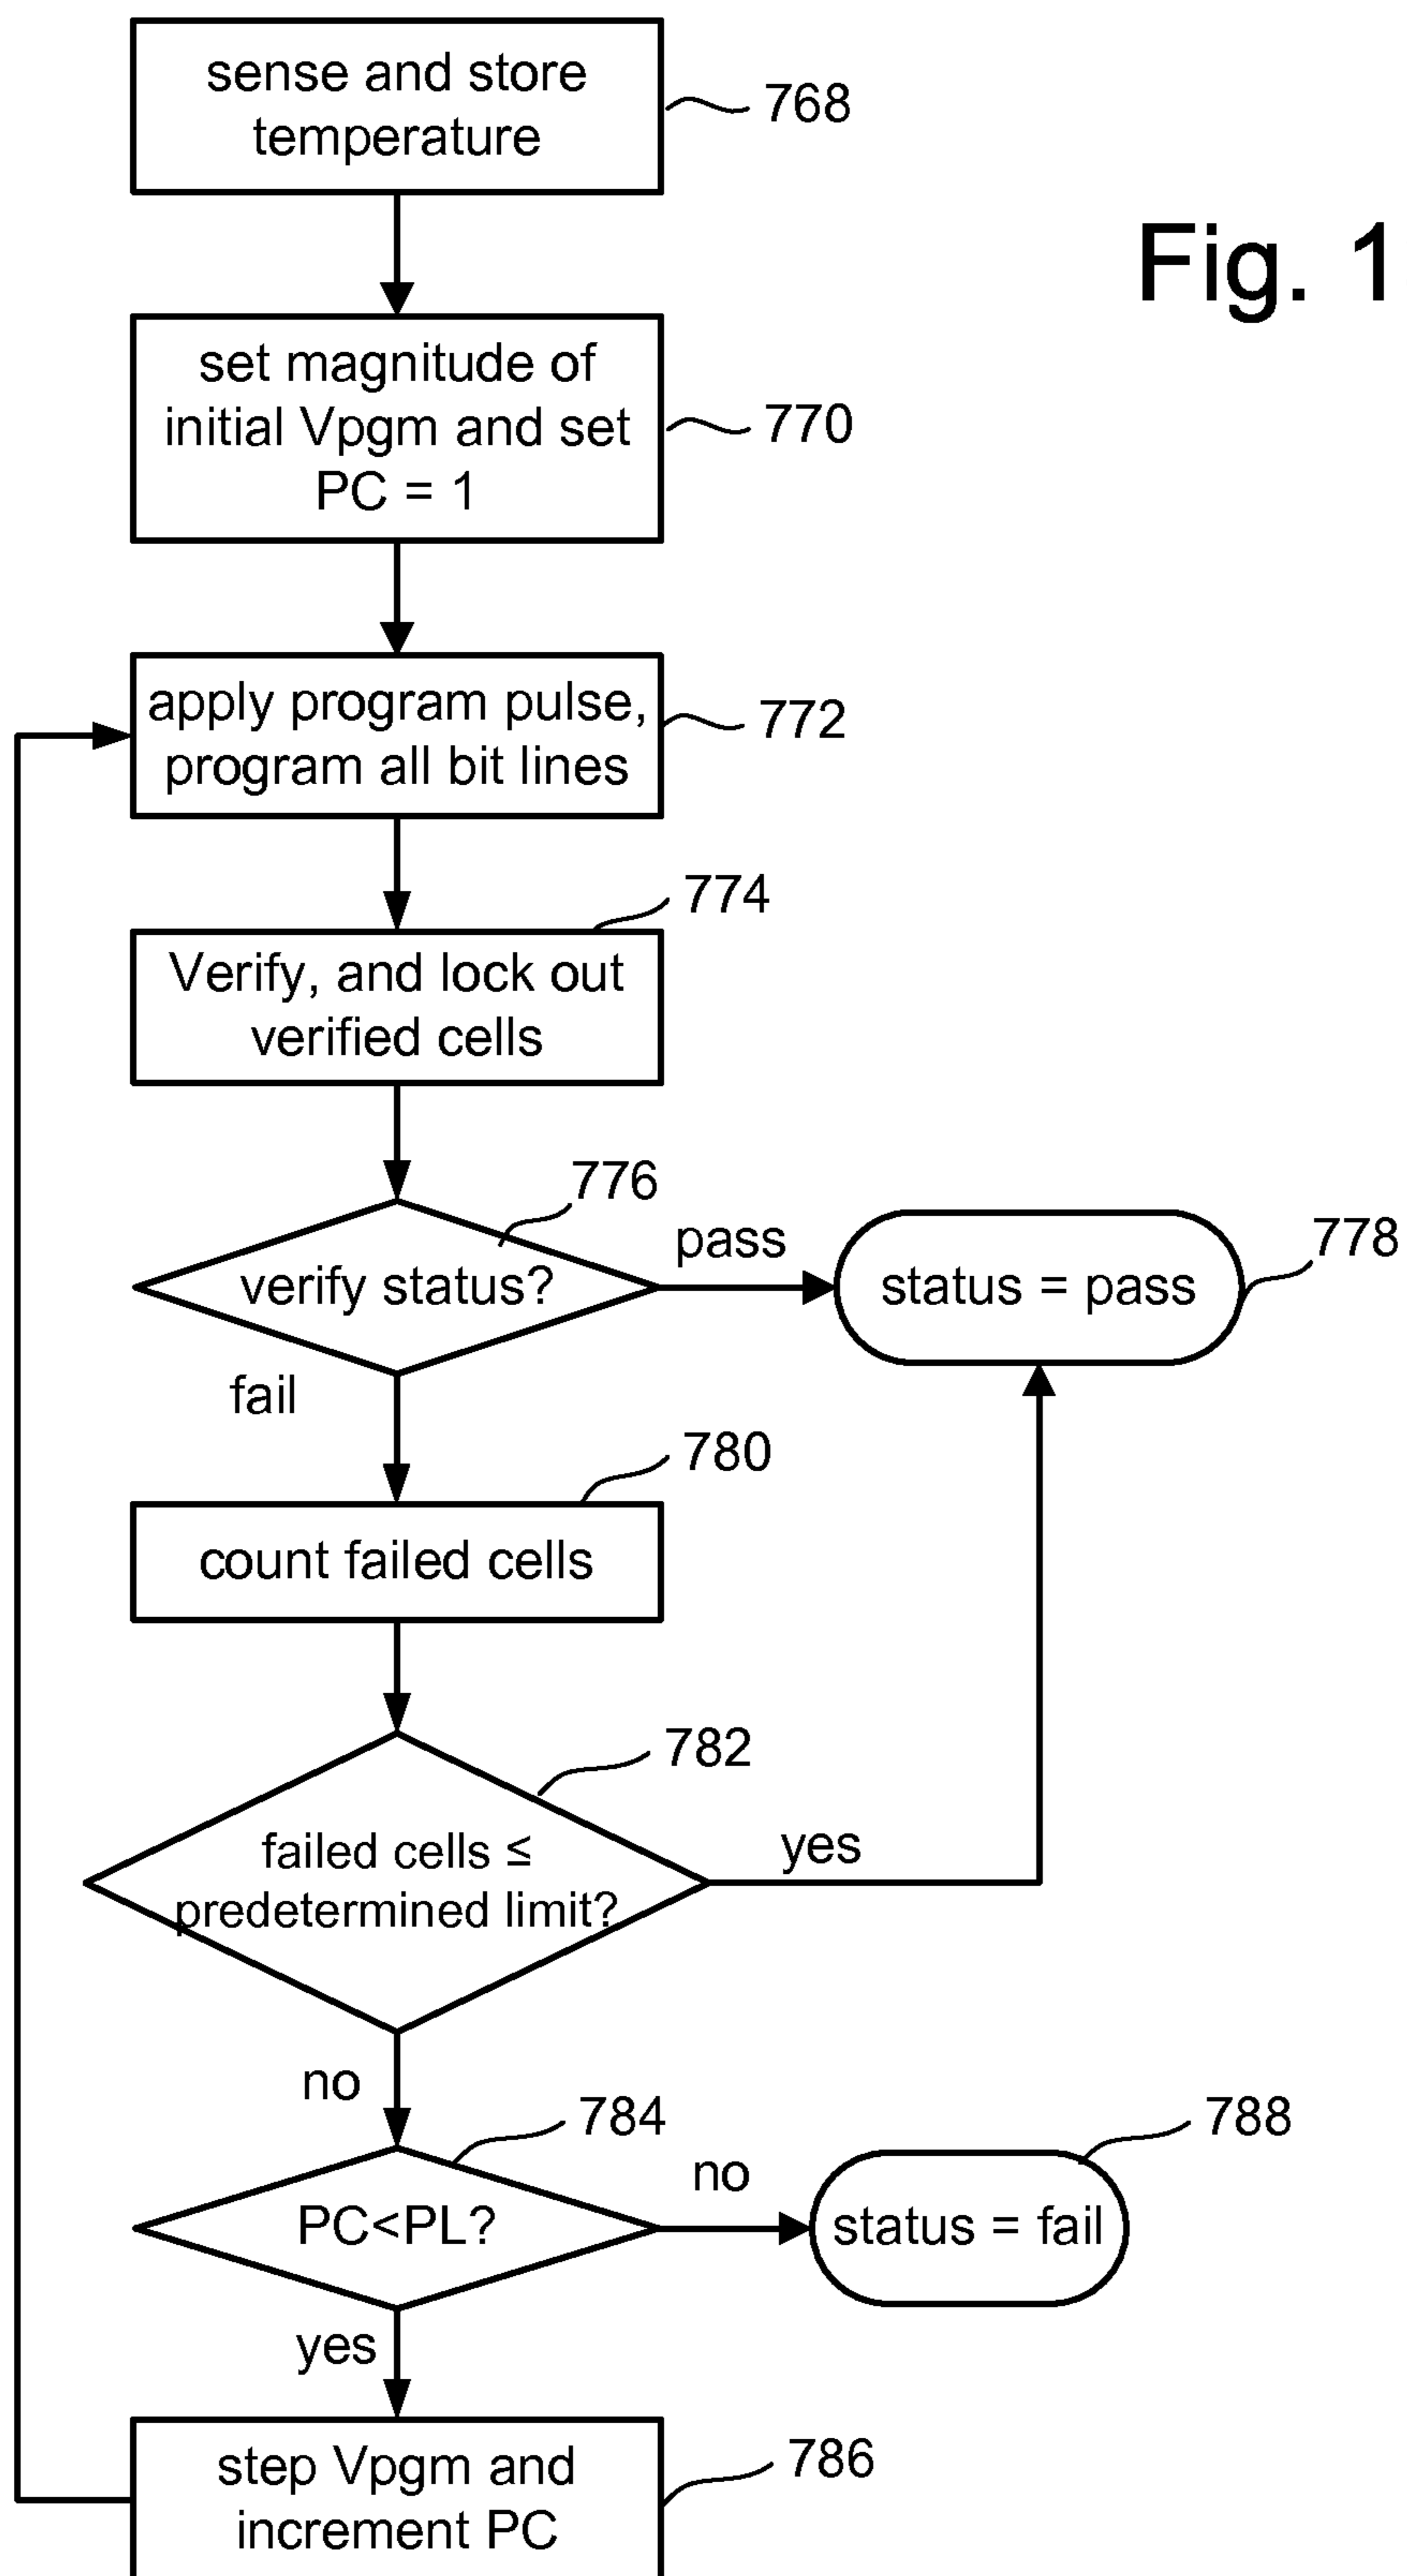 sense and store
temperature
768
Fig. 1
set magnitude of
initial Vpgm and set
PC = 1
770
apply program pulse,
program all bit lines
772
774
Verify, and lock out
verified cells
776
verify status?
pass
status = pass
778
fail
780
count failed cells
782
failed cells ≤
predetermined limit?
yes
no
784
PC<PL?
no
788
status = fail
yes
step Vpgm and
increment PC
786